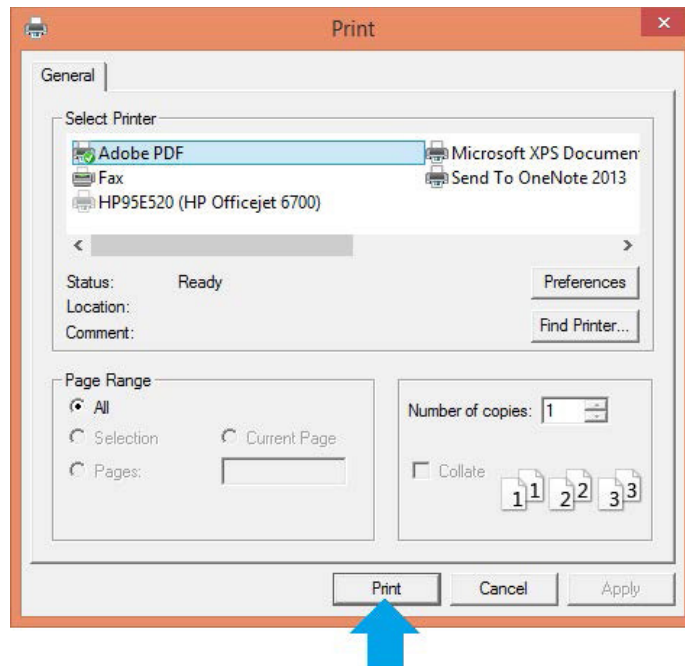 Print
General
Select Printer
Adobe PDF
Microsoft XPS Documen
Fax
Send To OneNote 2013
HP95E520 (HP Officejet 6700)
Status: Ready
Preferences
Location:
Comment:
Find Printer...
Page Range
All
Selection
Current Page
Pages:
Number of copies: 1
Collate
1 1 2 2 3 3
Print
Cancel
Apply